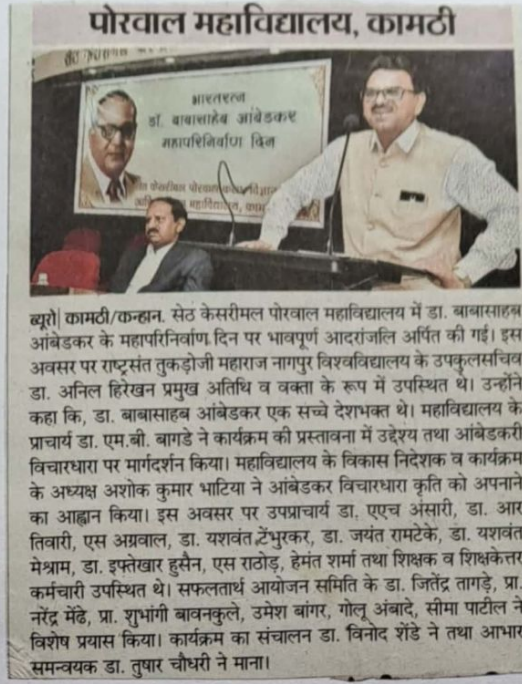 पोरवाल महाविद्यालय, कामठी
भारतरत्न
डॉ. बाबासाहेब आंबेडकर
महापरिनिर्वाण दिन
केसरीमल पोरवाल
महाविद्यालय,
ब्यूरो| कामठी/कन्हान. सेठ केसरीमल पोरवाल महाविद्यालय में डा. बाबासाहब
आंबेडकर के महापरिनिर्वाण दिन पर भावपूर्ण आदरांजलि अर्पित की गई। इस
अवसर पर राष्ट्रसंत तुकड़ोजी महाराज नागपुर विश्वविद्यालय के उपकुलसचिव
डा. अनिल हिरेखन प्रमुख अतिथि व वक्ता के रूप में उपस्थित थे। उन्होंने
कहा कि, डा. बाबासाहब आंबेडकर एक सच्चे देशभक्त थे। महाविद्यालय के
प्राचार्य डा. एम.बी. बागडे ने कार्यक्रम की प्रस्तावना में उद्देश्य तथा आंबेडकरी
विचारधारा पर मार्गदर्शन किया। महाविद्यालय के विकास निदेशक व कार्यक्रम
के अध्यक्ष अशोक कुमार भाटिया ने आंबेडकर विचारधारा कृति को अपनाने
का आह्वान किया। इस अवसर पर उपप्राचार्य डा. एएच अंसारी, डा. आर
तिवारी, एस अग्रवाल, डा. यशवंत टेंभुरकर, डा. जयंत रामटेके, डा. यशवंत
मेश्राम, डा. इफ्तेखार हुसैन, एस राठोड़, हेमंत शर्मा तथा शिक्षक व शिक्षकेत्तर
कर्मचारी उपस्थित थे। सफलतार्थ आयोजन समिति के डा. जितेंद्र तागड़े, प्रा.
नरेंद्र मेंढे, प्रा. शुभांगी बावनकुले, उमेश बांगर, गोलू अंबादे, सीमा पाटील ने
विशेष प्रयास किया। कार्यक्रम का संचालन डा. विनोद शेंडे ने तथा आभार
समन्वयक डा. तुषार चौधरी ने माना।